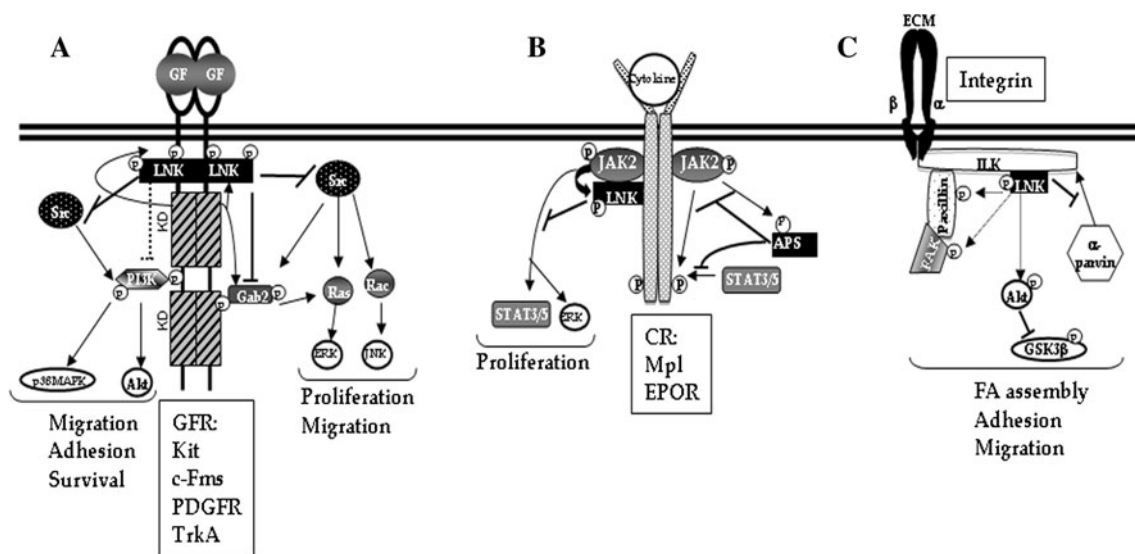 A
GF GF
p p p p
LNK LNK
Src
Src
KD
PI3K
p p
Gab2
p p
Ras
Rac
KD
ERK
JNK
p38MAPK
Akt
Migration
Adhesion
Survival
Proliferation
Migration
GFR:
Kit
c-Fms
PDGFR
TrkA
B
Cytokine
P JAK2 JAK2 P
LNK
P
P
APS
STAT3/5
P P
STAT3/5
ERK
Proliferation
CR:
Mpl
EPOR
C
ECM
Integrin
β α
ILK
p LNK
Paxillin
p
FAK
p
α-
parvin
Akt
p
GSK3β
p
FA assembly
Adhesion
Migration